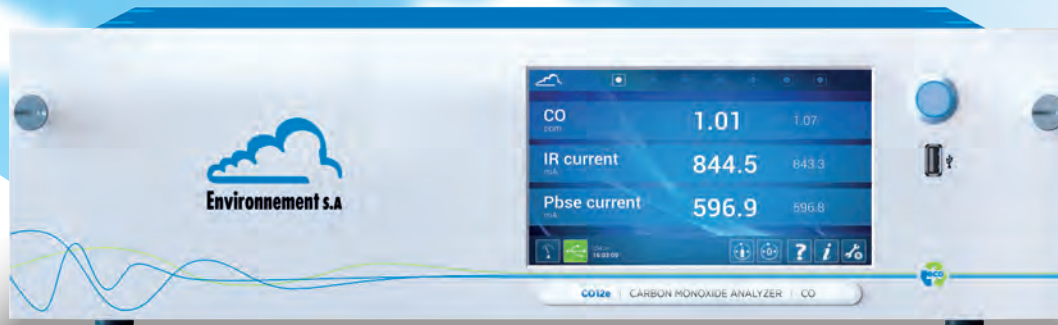 Environnement s.a
CO
1.01
1.07
IR current
mA
844.5
843.3
Pbse current
mA
596.9
596.8
?
i
CO12e | CARBON MONOXIDE ANALYZER | CO
eco